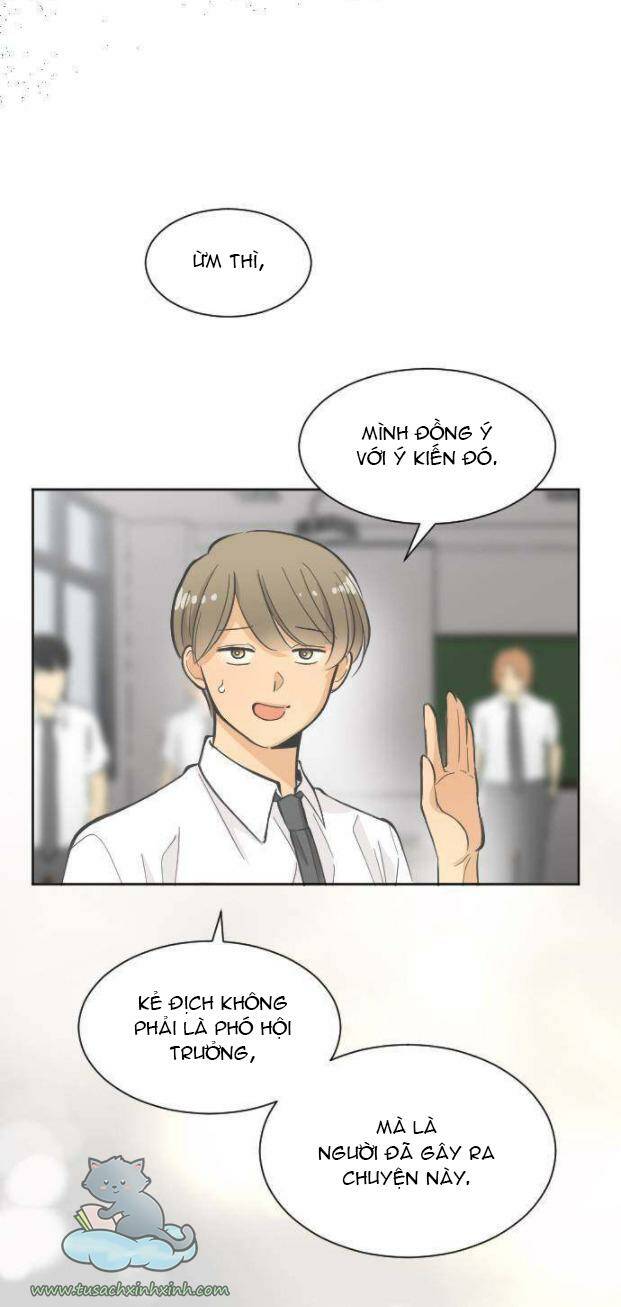 ỪM THÌ,
MÌNH ĐỒNG Ý
VỚI Ý KIẾN ĐÓ.
KẺ ĐỊCH KHÔNG
PHẢI LÀ PHÓ HỘI
TRƯỞNG,
MÀ LÀ
NGƯỜI ĐÃ GÂY RA
CHUYỆN NÀY.
www.tusachxinhxinh.com